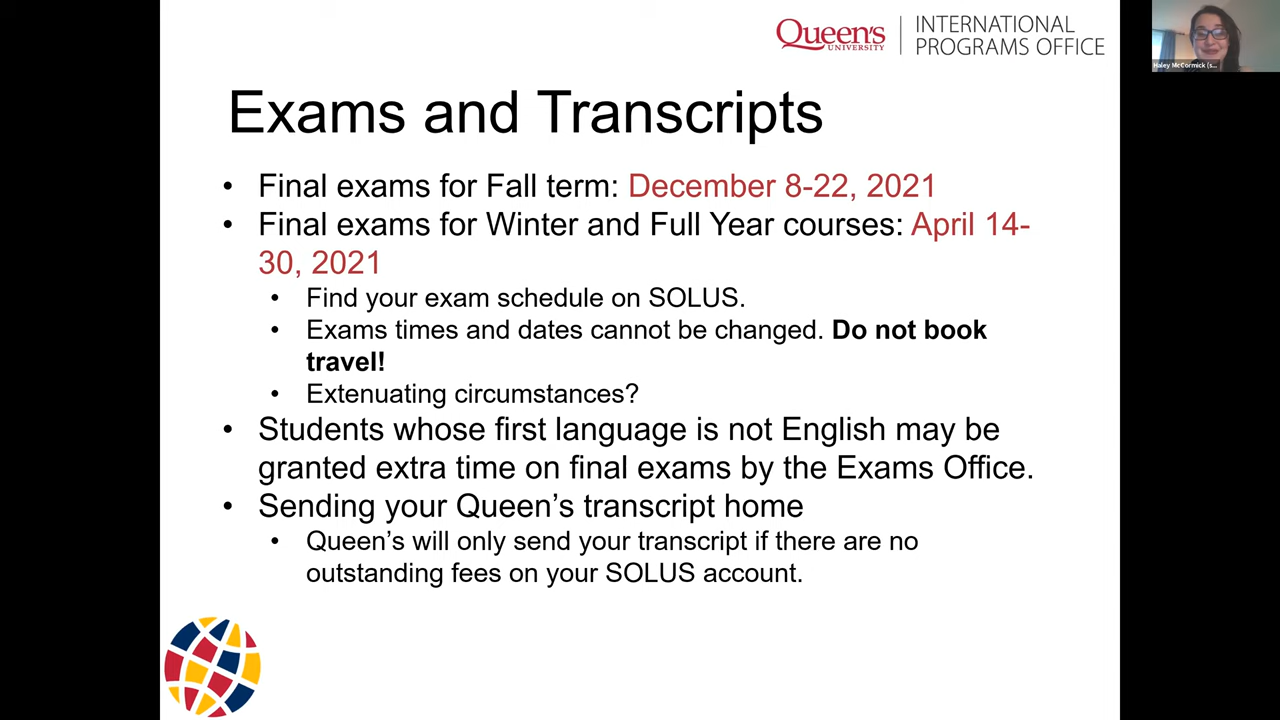 Queen's
UNIVERSITY
INTERNATIONAL
PROGRAMS OFFICE
Haley McCormick (s...
Exams and Transcripts
• Final exams for Fall term: December 8-22, 2021
• Final exams for Winter and Full Year courses: April 14-
30, 2021
• Find your exam schedule on SOLUS.
• Exams times and dates cannot be changed. Do not book
travel!
• Extenuating circumstances?
• Students whose first language is not English may be
granted extra time on final exams by the Exams Office.
• Sending your Queen’s transcript home
• Queen’s will only send your transcript if there are no
outstanding fees on your SOLUS account.